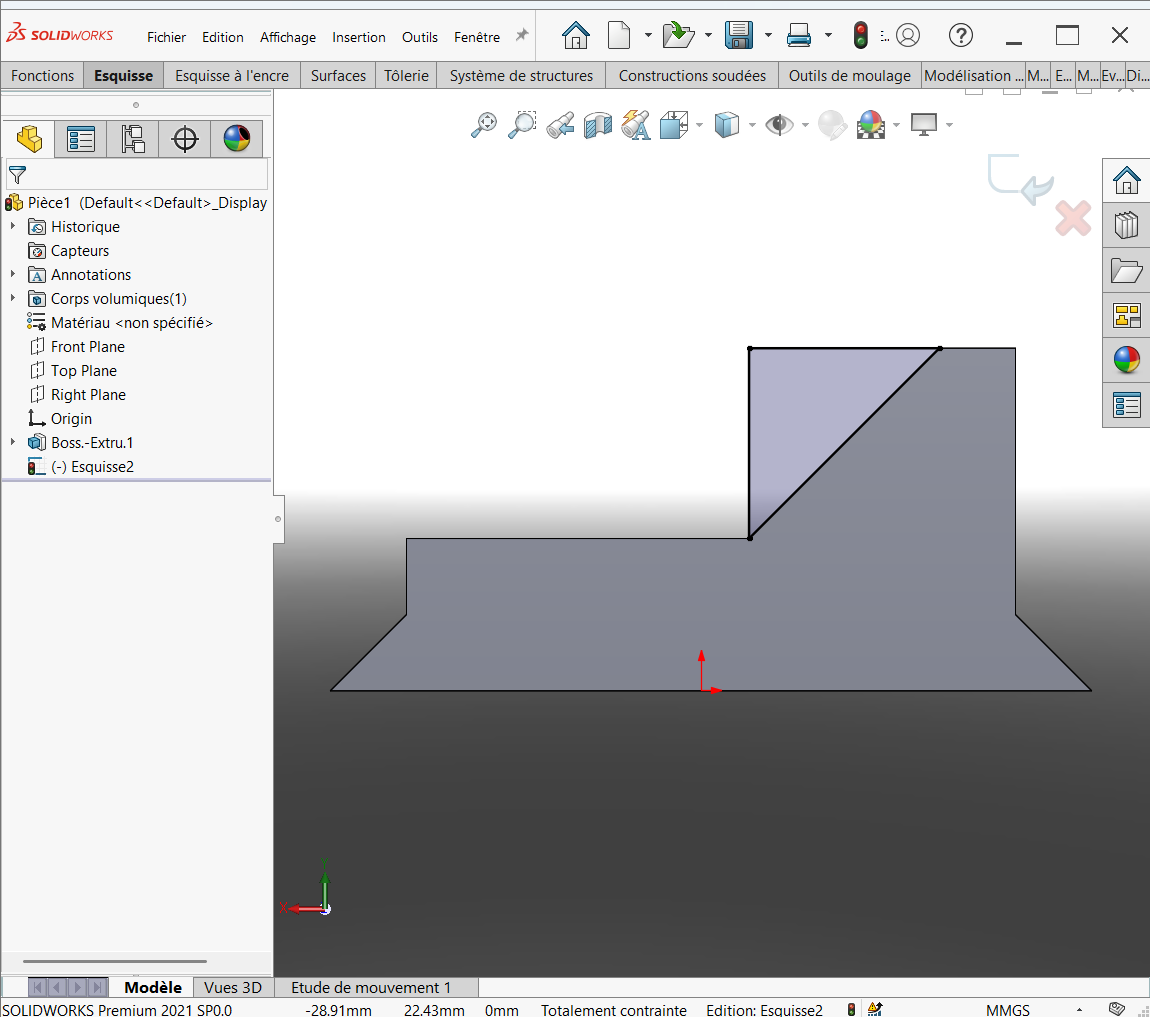 SOLIDWORKS Fichier Edition Affichage Insertion Outils Fenêtre
Fonctions Esquisse Esquisse à l'encre Surfaces Tôlerie Système de structures Constructions soudées Outils de moulage Modélisation ... M... E... M... Ev... Di...
Pièce1 (Default<<Default>_Display
Historique
Capteurs
Annotations
Corps volumiques(1)
Matériau <non spécifié>
Front Plane
Top Plane
Right Plane
Origin
Boss.-Extru.1
(-) Esquisse2
Y
X
Modèle Vues 3D Etude de mouvement 1
SOLIDWORKS Premium 2021 SP0.0 -28.91mm 22.43mm 0mm Totalement contrainte Edition: Esquisse2 MMGS